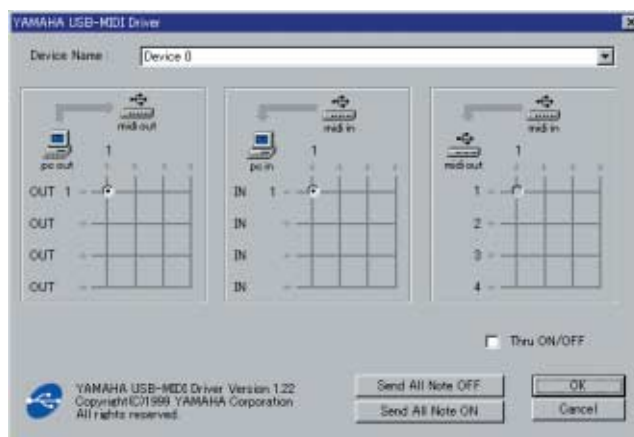 YAMAHA USB-MIDI Driver
Device Name Device 0
midi out
pc out
1
OUT 1
OUT
OUT
OUT
midi in
pc in
1
IN 1
IN
IN
IN
midi in
midi out
1
1
2
3
4
Thru ON/OFF
YAMAHA USB-MIDI Driver Version 1.22
Copyright(C)1999 YAMAHA Corporation
All rights reserved.
Send All Note OFF
Send All Note ON
OK
Cancel